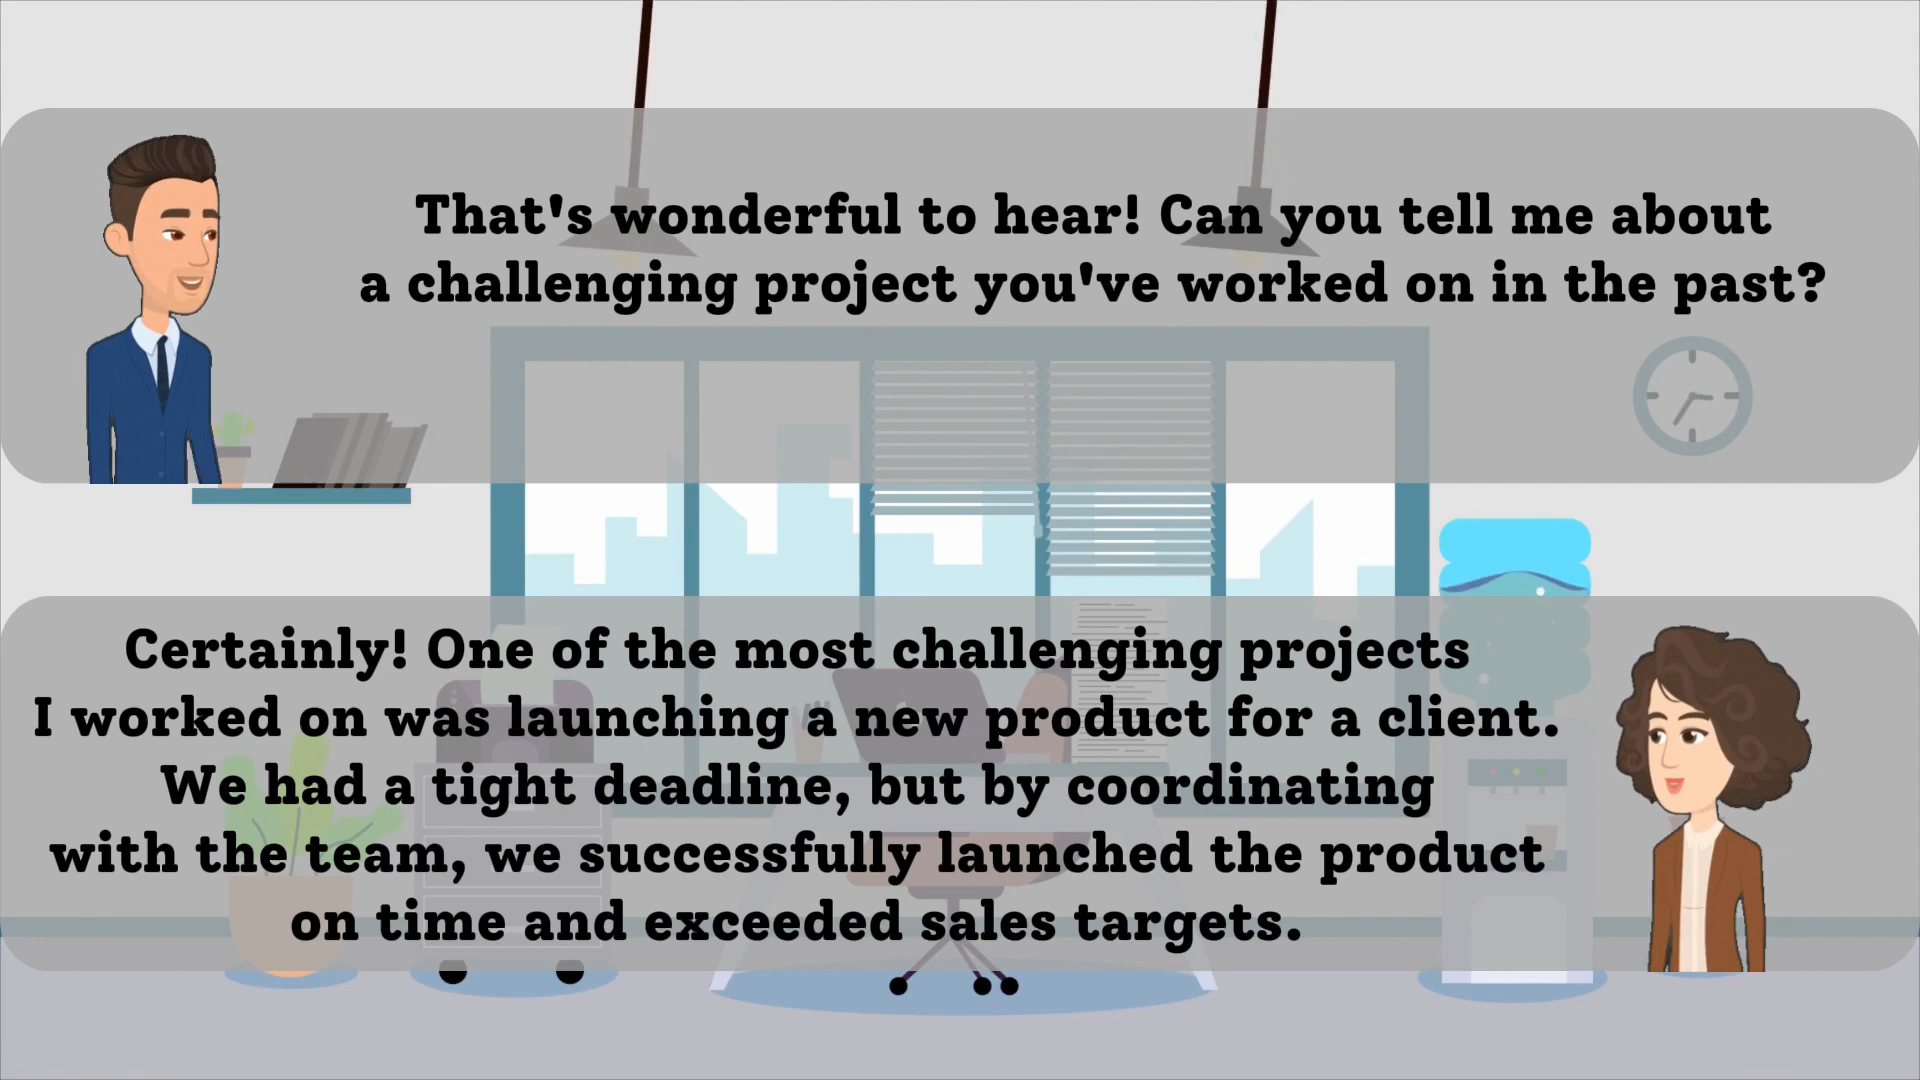 That's wonderful to hear! Can you tell me about
a challenging project you've worked on in the past?
Certainly! One of the most challenging projects
I worked on was launching a new product for a client.
We had a tight deadline, but by coordinating
with the team, we successfully launched the product
on time and exceeded sales targets.